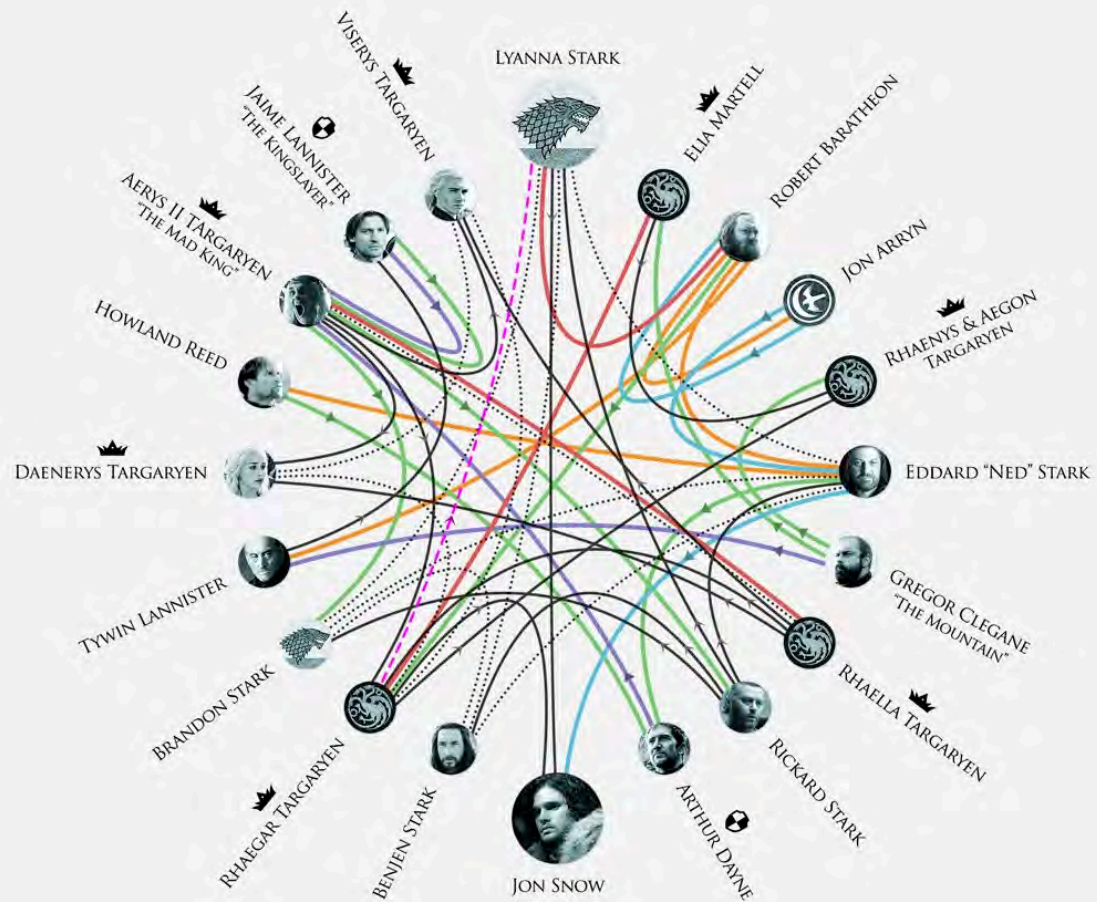 LYANNA STARK
ELIA MARTELL
ROBERT BARATHEON
JON ARRYN
RHAENYS & AEGON
TARGARYEN
EDDARD "NED" STARK
GREGOR CLEGANE
"THE MOUNTAIN"
RHAELLA TARGARYEN
RICKARD STARK
ARTHUR DAYNE
JON SNOW
BENJEN STARK
RHAEGAR TARGARYEN
BRANDON STARK
TYWIN LANNISTER
DAENERYS TARGARYEN
HOWLAND REED
AERYS II TARGARYEN
"THE MAD KING"
JAIME LANNISTER
"THE KINGSLAYER"
VISERYS TARGARYEN